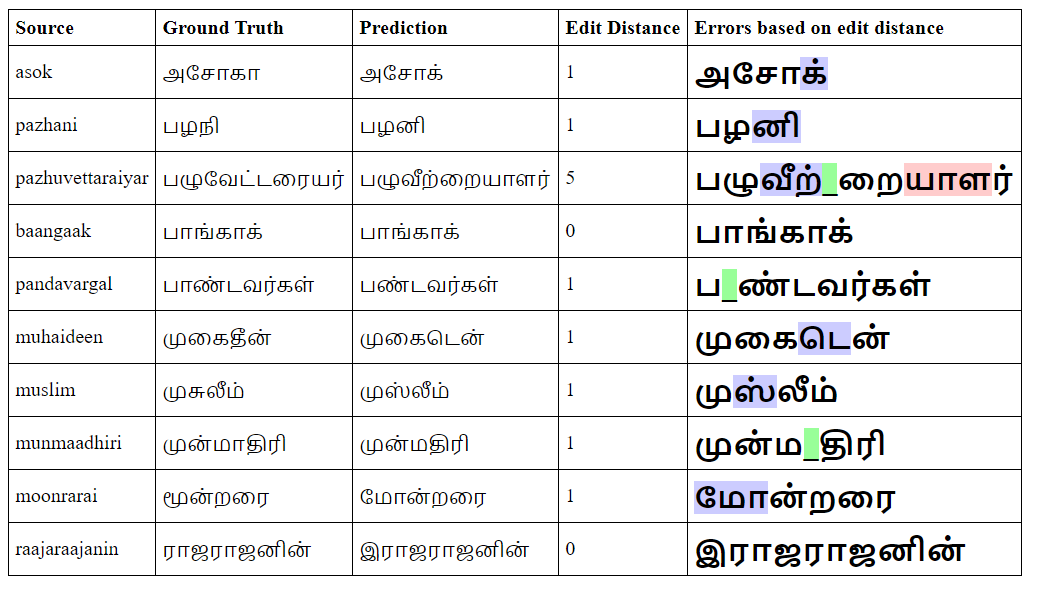 Source Ground Truth Prediction Edit Distance Errors based on edit distance
asok அசோகா அசோக் 1 அசோக்
pazhani பழநி பழனி 1 பழனி
pazhuvettaraiyar பழுவேட்டரையர் பழுவீற்றையாளர் 5 பழுவீற்_றையாளர்
baangaak பாங்காக் பாங்காக் 0 பாங்காக்
pandavargal பாண்டவர்கள் பண்டவர்கள் 1 ப_ண்டவர்கள்
muhaideen முகைதீன் முகைடென் 1 முகைடென்
muslim முசுலீம் முஸ்லீம் 1 முஸ்லீம்
munmaadhiri முன்மாதிரி முன்மதிரி 1 முன்ம_திரி
moonrarai மூன்றரை மோன்றரை 1 மோன்றரை
raajaraajanin ராஜராஜனின் இராஜராஜனின் 0 இராஜராஜனின்